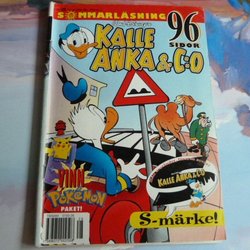 SOMMARLÄSNING
96
SIDOR
KALLE
ANKA & C:O
VINN
POKÉMON
PAKET!
KALLE ANKA & C:O
S-märke!